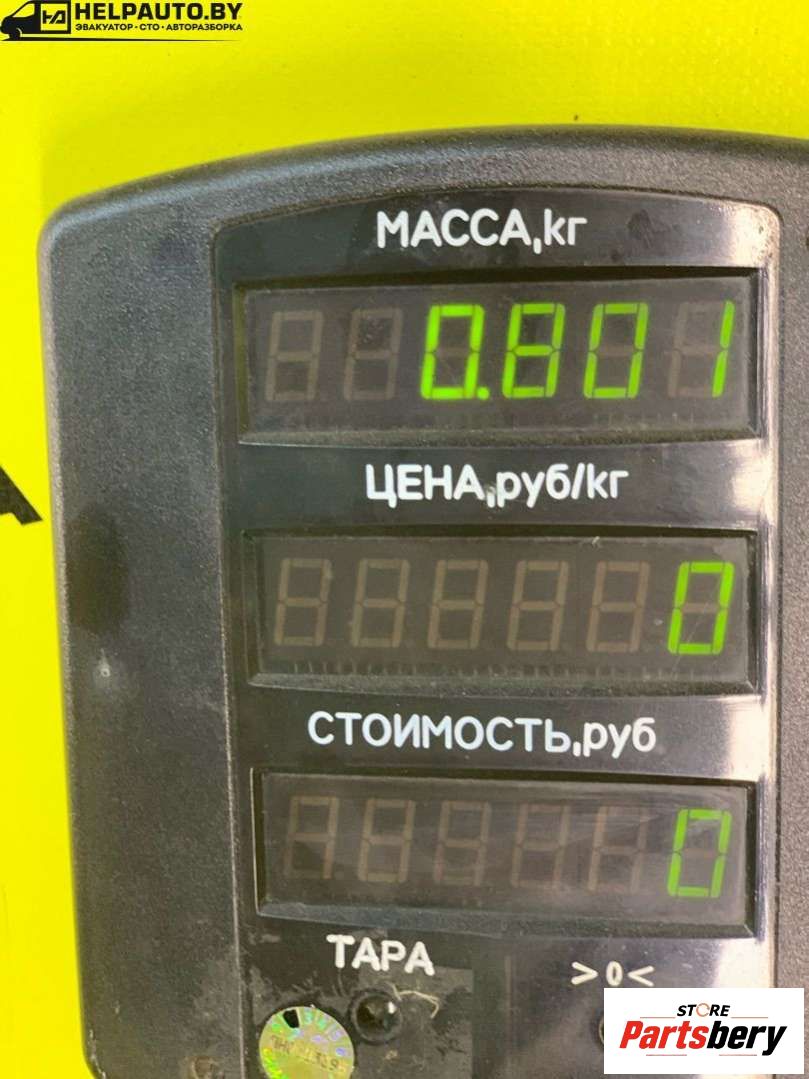 HELPAUTO.BY
ЭВАКУАТОР • СТО • АВТОРАЗБОРКА
МАССА,кг
0.801
ЦЕНА,руб/кг
0
СТОИМОСТЬ,руб
0
ТАРА
>0<
STORE
Partsbery